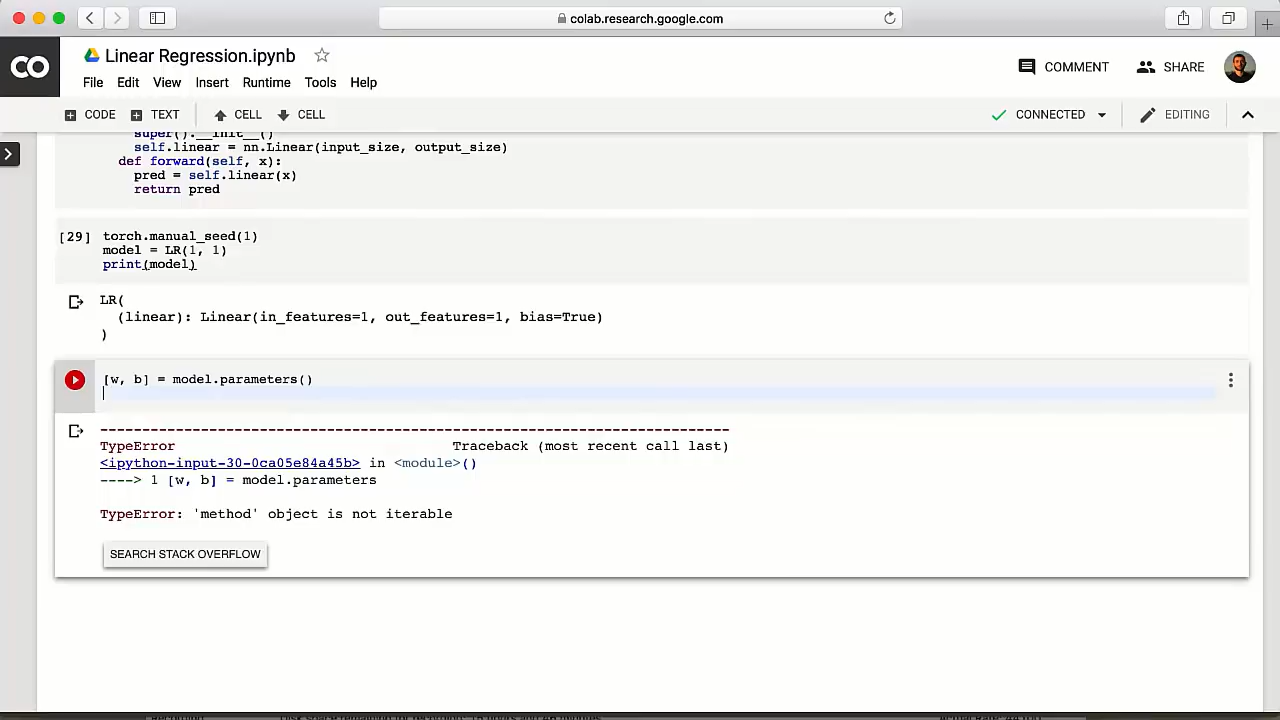 colab.research.google.com
CO
Linear Regression.ipynb
COMMENT
SHARE
File Edit View Insert Runtime Tools Help
CODE TEXT CELL CELL
CONNECTED
EDITING
super().__init__()
self.linear = nn.Linear(input_size, output_size)
def forward(self, x):
pred = self.linear(x)
return pred
[29] torch.manual_seed(1)
model = LR(1, 1)
print(model)
LR(
(linear): Linear(in_features=1, out_features=1, bias=True)
)
[w, b] = model.parameters()
---------------------------------------------------------------------------
TypeError Traceback (most recent call last)
<ipython-input-30-0ca05e84a45b> in <module>()
----> 1 [w, b] = model.parameters
TypeError: 'method' object is not iterable
SEARCH STACK OVERFLOW